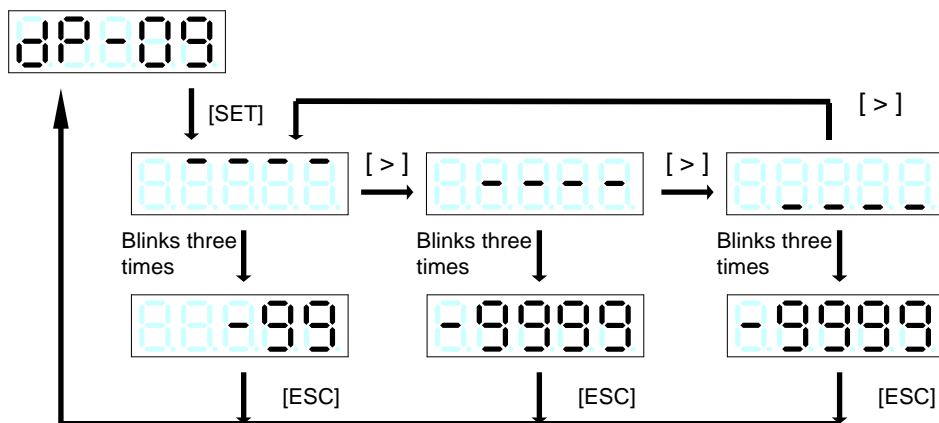 dP-09
[SET]
[ > ]
- - - -
[ > ]
- - - -
[ > ]
- - - -
Blinks three
times
Blinks three
times
Blinks three
times
-99
-9999
-9999
[ESC]
[ESC]
[ESC]